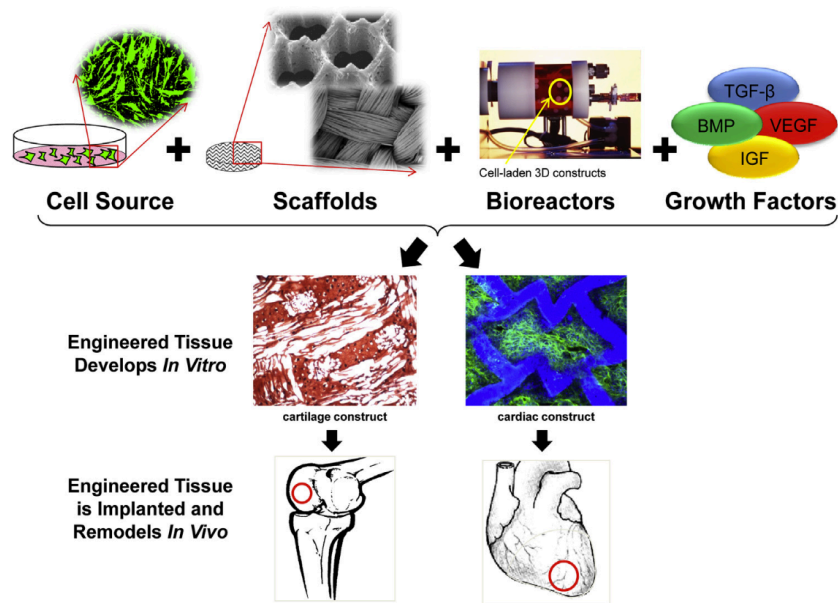 TGF-β
BMP
VEGF
IGF
Cell-laden 3D constructs
Cell Source
Scaffolds
Bioreactors
Growth Factors
Engineered Tissue
Develops In Vitro
cartilage construct
cardiac construct
Engineered Tissue
is Implanted and
Remodels In Vivo